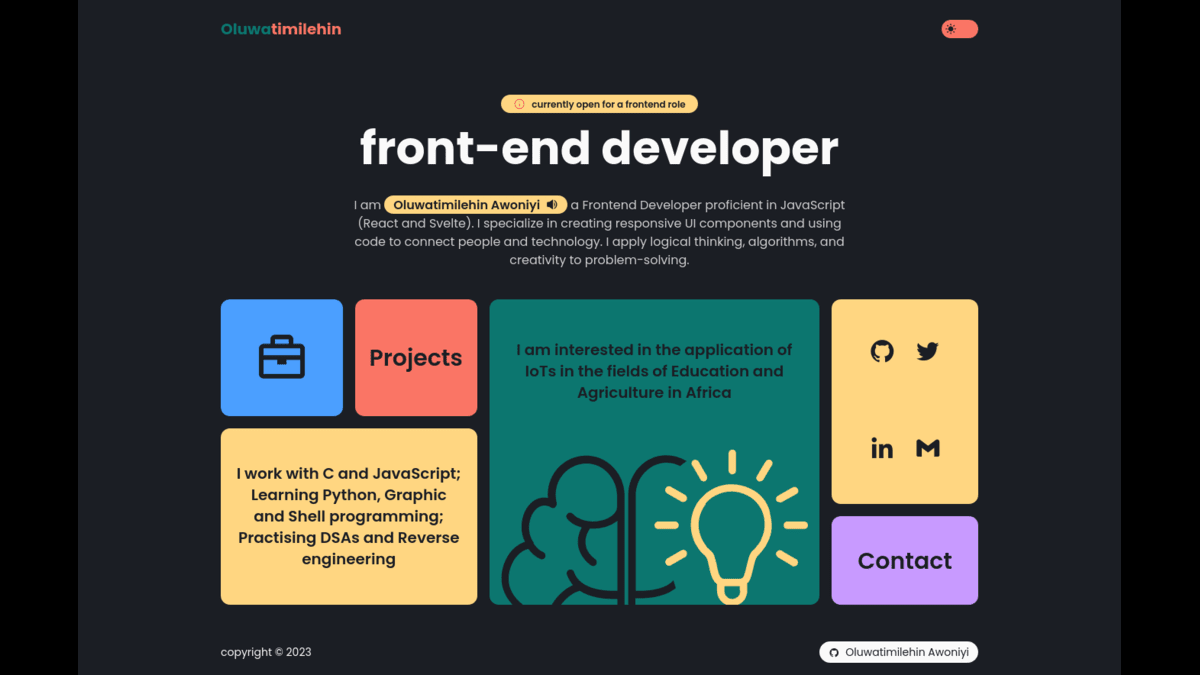 Oluwatimilehin
currently open for a frontend role
front-end developer
I am Oluwatimilehin Awoniyi a Frontend Developer proficient in JavaScript
(React and Svelte). I specialize in creating responsive UI components and using
code to connect people and technology. I apply logical thinking, algorithms, and
creativity to problem-solving.
Projects
I am interested in the application of
IoTs in the fields of Education and
Agriculture in Africa
in
I work with C and JavaScript;
Learning Python, Graphic
and Shell programming;
Practising DSAs and Reverse
engineering
Contact
copyright © 2023
Oluwatimilehin Awoniyi